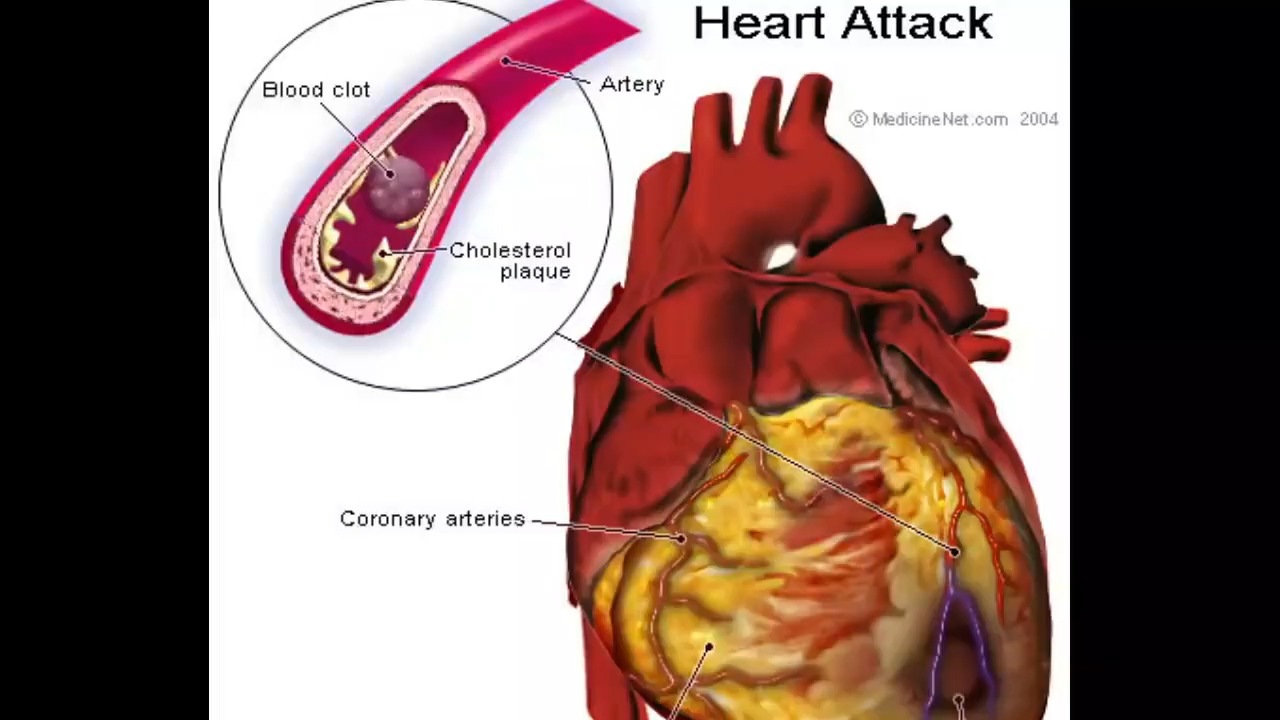 Heart Attack
Blood clot
Artery
© MedicineNet.com 2004
Cholesterol
plaque
Coronary arteries